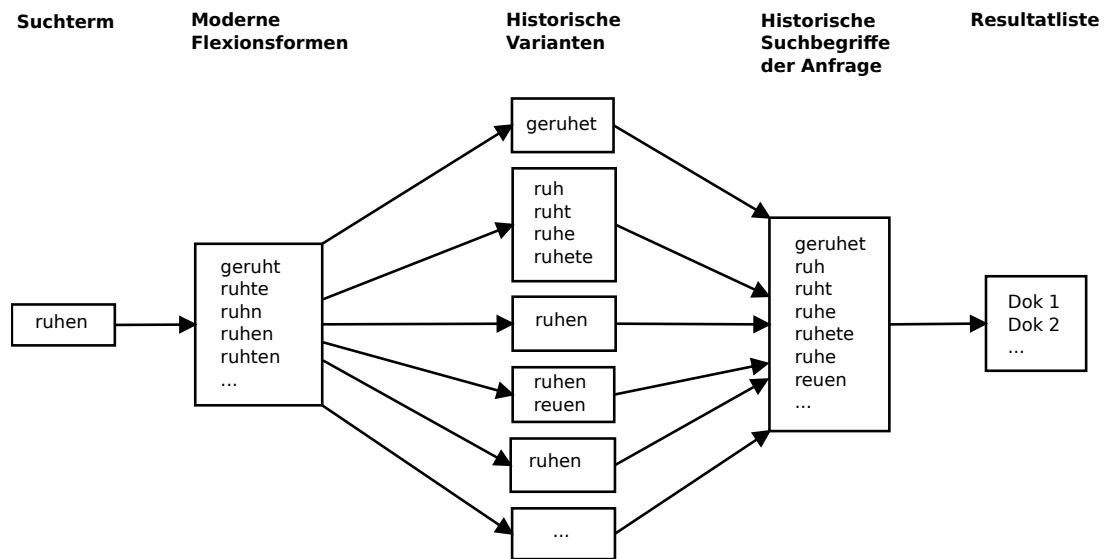 Suchterm
Moderne
Flexionsformen
Historische
Varianten
Historische
Suchbegriffe
der Anfrage
Resultatliste
ruhen
geruht
ruhte
ruhn
ruhen
ruhten
...
geruhet
ruh
ruht
ruhe
ruhete
ruhen
ruhen
reuen
ruhen
...
geruhet
ruh
ruht
ruhe
ruhete
ruhe
reuen
...
Dok 1
Dok 2
...